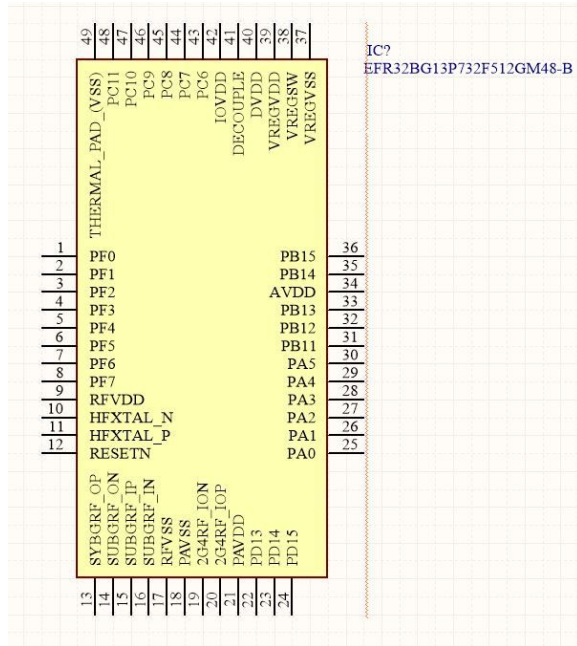 49 48 47 46 45 44 43 42 41 40 39 38 37
IC?
EFR32BG13P732F512GM48-B
THERMAL_PAD_(VSS)
PC11
PC10
PC9
PC8
PC7
PC6
IOVDD
DECOUPLE
DVDD
VREGVDD
VREGSW
VREGVSS
1 PF0 PB15 36
2 PF1 PB14 35
3 PF2 AVDD 34
4 PF3 PB13 33
5 PF4 PB12 32
6 PF5 PB11 31
7 PF6 PA5 30
8 PF7 PA4 29
9 RFVDD PA3 28
10 HFXTAL_N PA2 27
11 HFXTAL_P PA1 26
12 RESETN PA0 25
SYBGRF_OP
SUBGRF_ON
SUBGRF_IP
SUBGRF_IN
RFVSS
PAVSS
2G4RF_ION
2G4RF_IOP
PAVDD
PD13
PD14
PD15
13 14 15 16 17 18 19 20 21 22 23 24